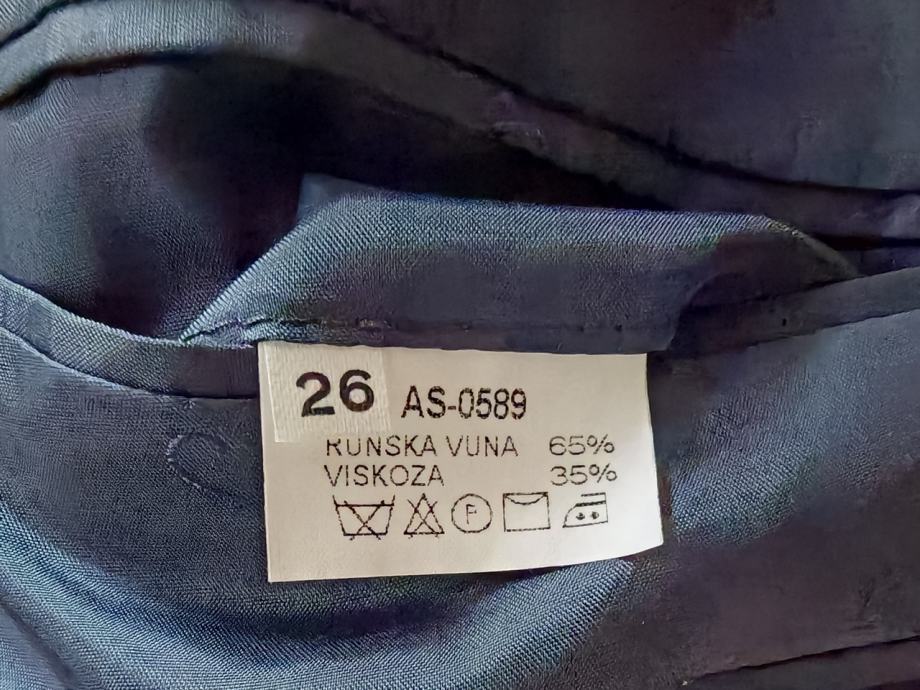 26 AS-0589
RUNSKA VUNA 65%
VISKOZA 35%
F